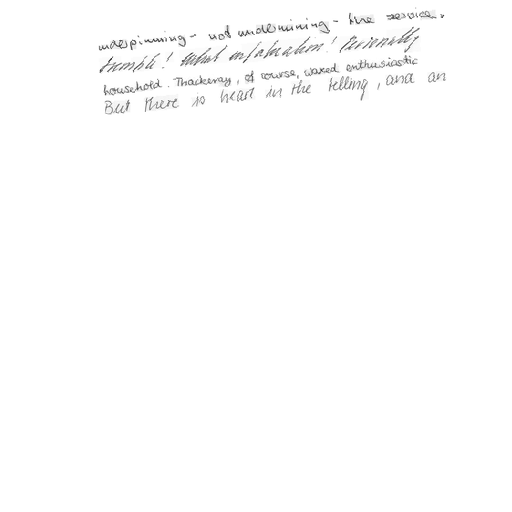 underpinning - not undermining - the service.
Triumph! What infatuation! Personally
household. Thackeray, of course, waxed enthusiastic
But there is heart in the telling, and an